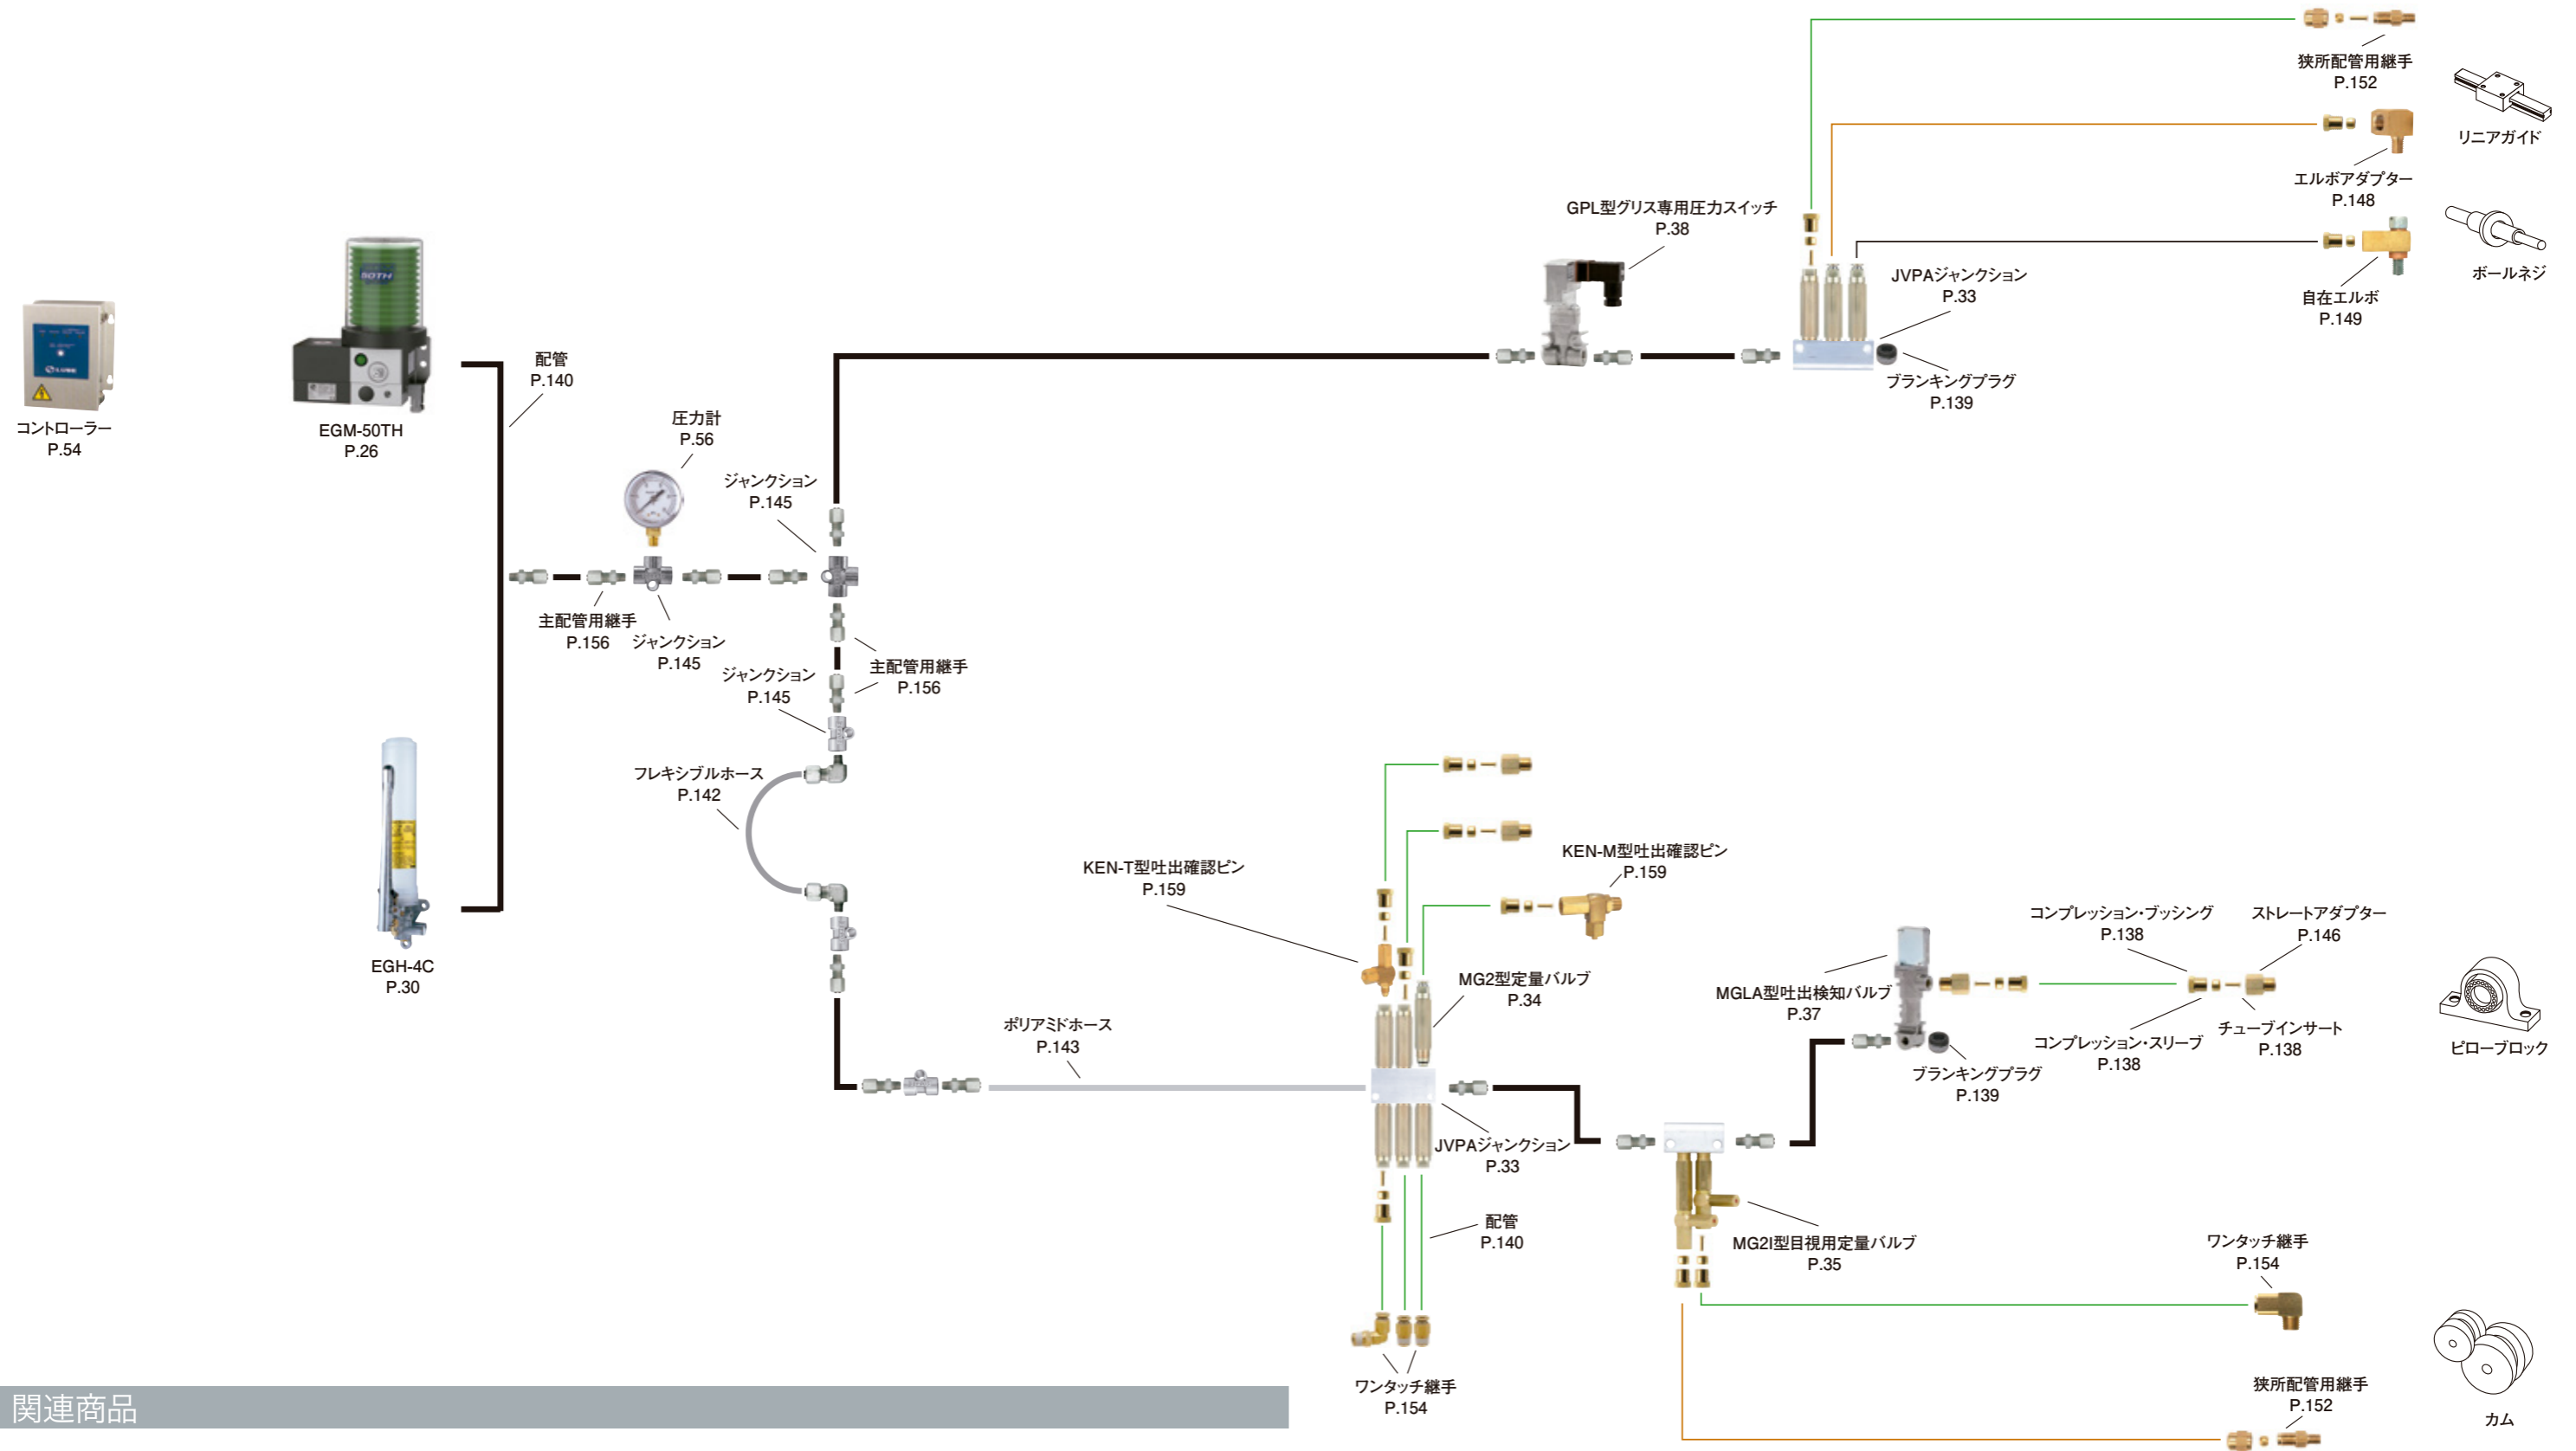 狭所配管用継手
P.152
リニアガイド
エルボアダプター
P.148
GPL型グリス専用圧力スイッチ
P.38
JVPAジャンクション
P.33
自在エルボ
P.149
ボールネジ
ブランキングプラグ
P.139
50TH
LUBE
コントローラー
P.54
EGM-50TH
P.26
配管
P.140
圧力計
P.56
ジャンクション
P.145
主配管用継手
P.156
ジャンクション
P.145
主配管用継手
P.156
ジャンクション
P.145
フレキシブルホース
P.142
EGH-4C
P.30
KEN-T型吐出確認ピン
P.159
KEN-M型吐出確認ピン
P.159
MG2型定量バルブ
P.34
MGLA型吐出検知バルブ
P.37
コンプレッション・ブッシング
P.138
ストレートアダプター
P.146
コンプレッション・スリーブ
P.138
チューブインサート
P.138
ピローブロック
ブランキングプラグ
P.139
ポリアミドホース
P.143
JVPAジャンクション
P.33
配管
P.140
MG2I型目視用定量バルブ
P.35
ワンタッチ継手
P.154
ワンタッチ継手
P.154
狭所配管用継手
P.152
カム
関連商品